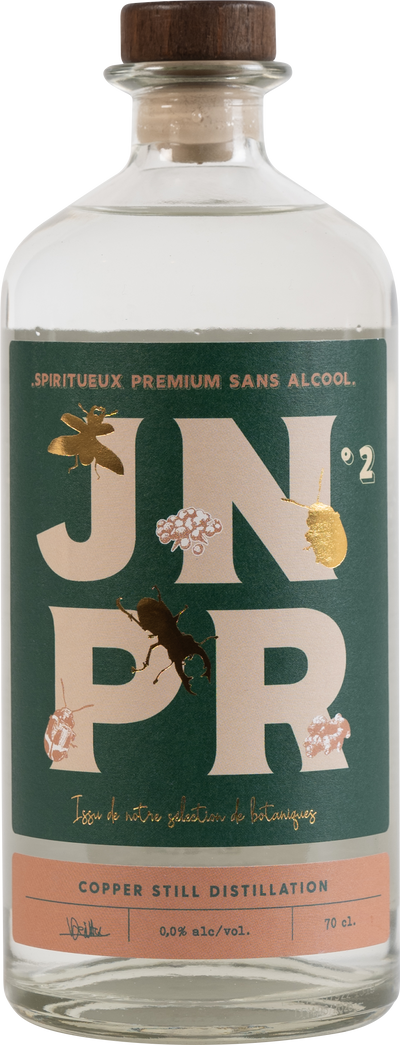 .SPIRITUEUX PREMIUM SANS ALCOOL.
JN°2
PR
Issu de notre sélection de botaniques
COPPER STILL DISTILLATION
0,0% alc/vol.
70 cl.